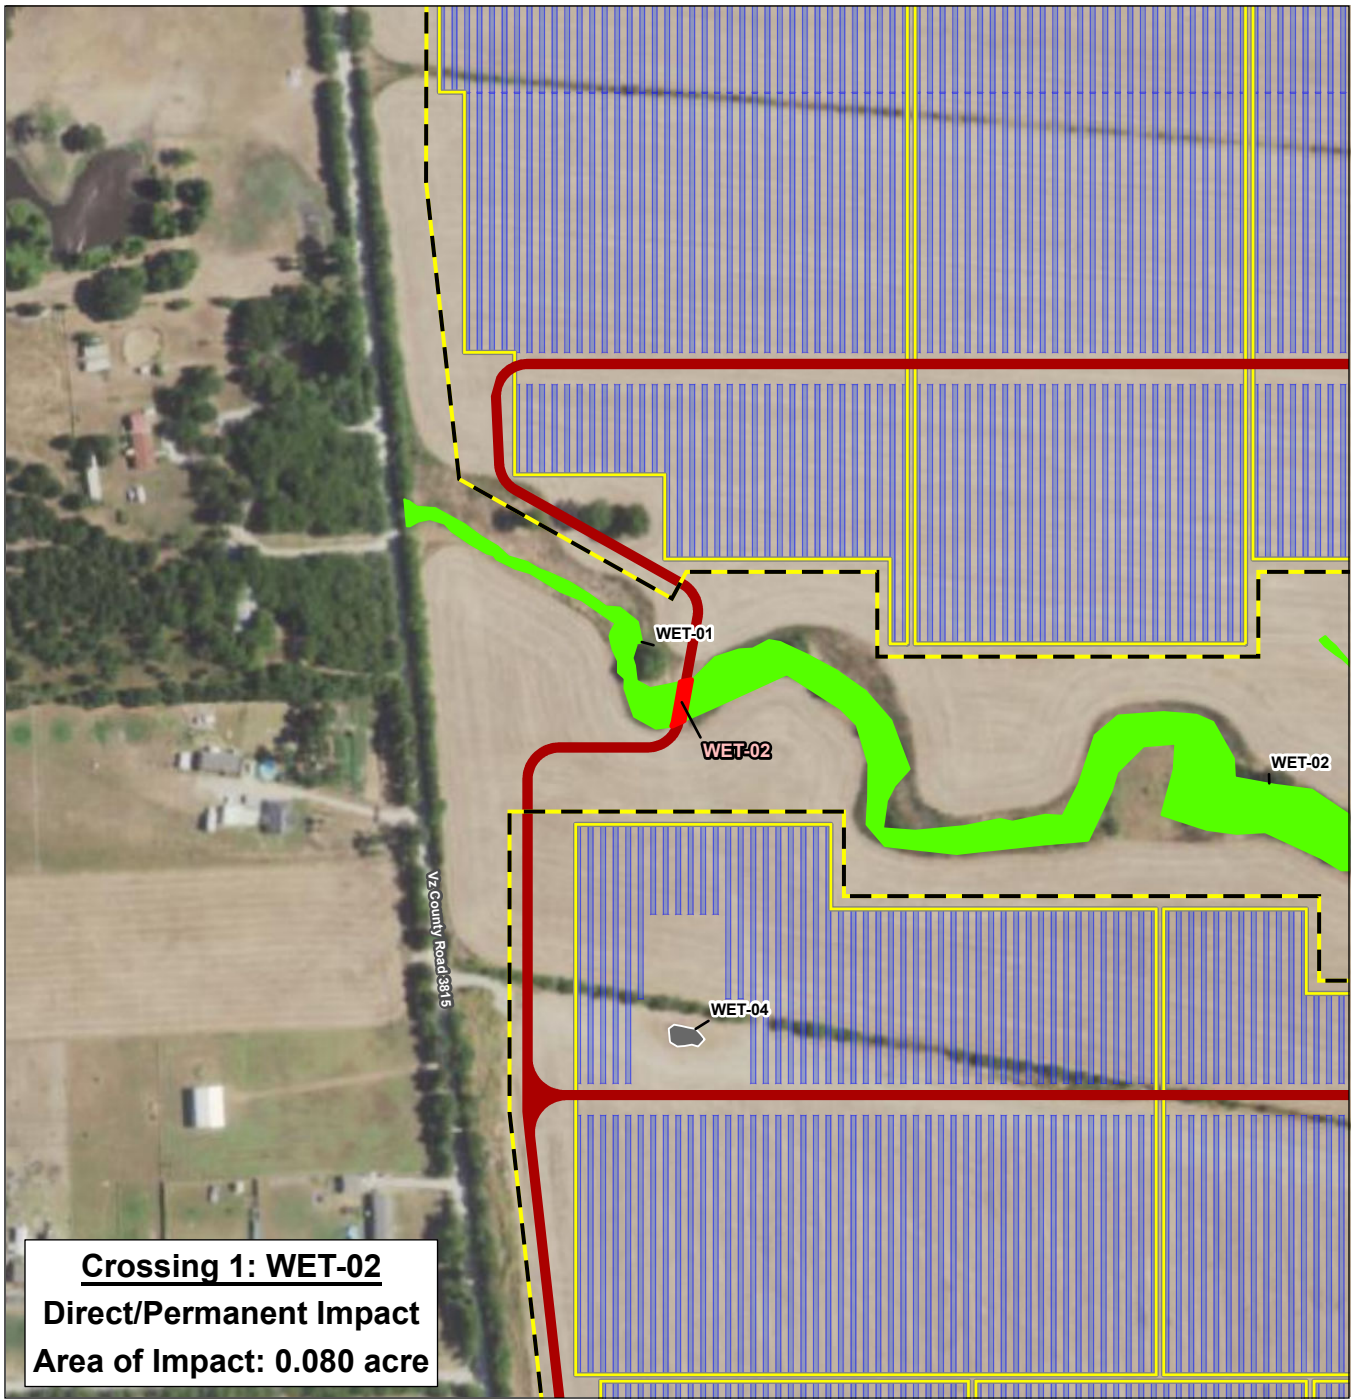 WET-01
WET-02
WET-02
Vz County Road 3815
WET-04
Crossing 1: WET-02
Direct/Permanent Impact
Area of Impact: 0.080 acre